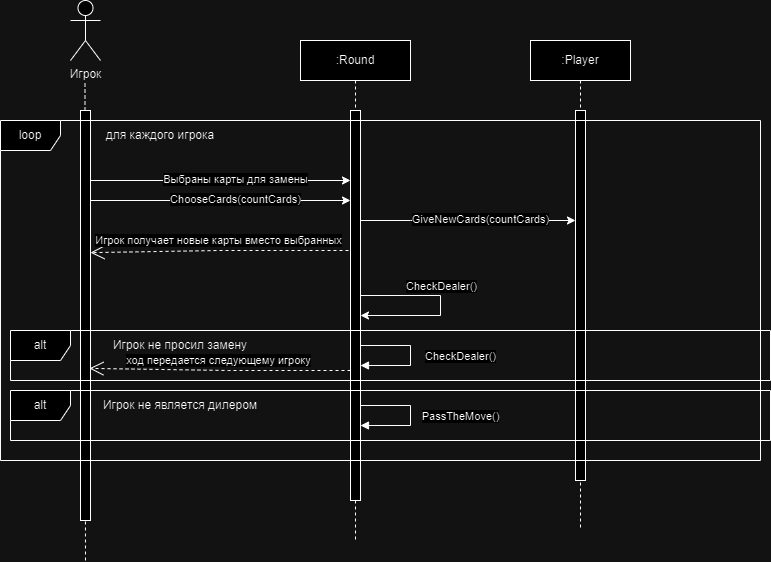 Игрок
:Round
:Player
loop
для каждого игрока
Выбраны карты для замены
ChooseCards(countCards)
GiveNewCards(countCards)
Игрок получает новые карты вместо выбранных
CheckDealer()
alt
Игрок не просил замену
ход передается следующему игроку
CheckDealer()
alt
Игрок не является дилером
PassTheMove()